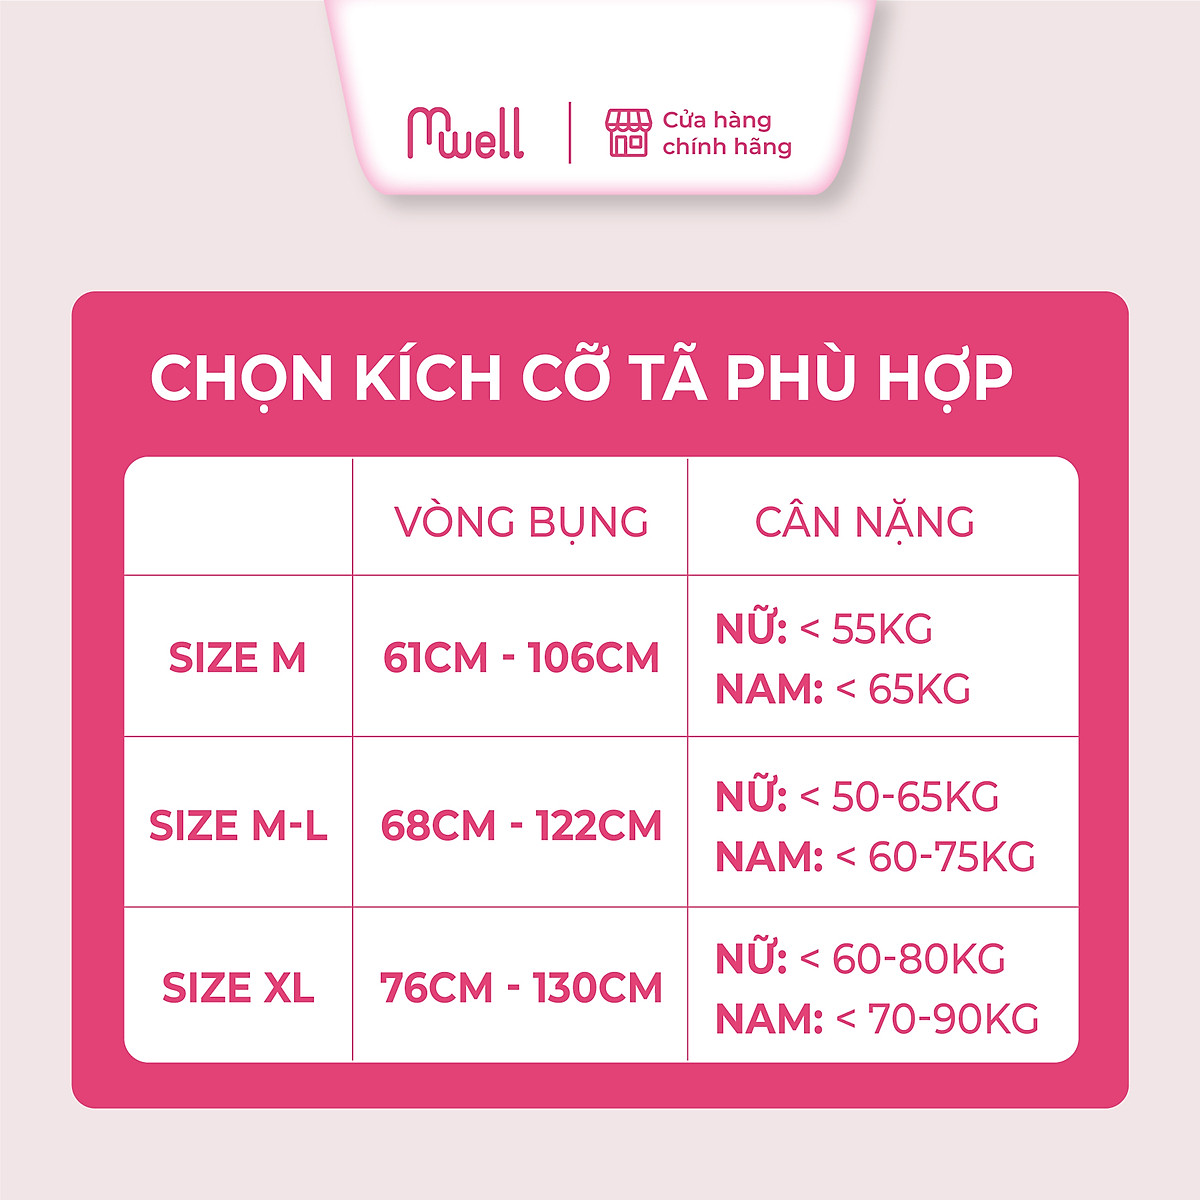 mwell
Cửa hàng
chính hãng
CHỌN KÍCH CỠ TÃ PHÙ HỢP
VÒNG BỤNG
CÂN NẶNG
SIZE M
61CM - 106CM
NỮ: < 55KG
NAM: < 65KG
SIZE M-L
68CM - 122CM
NỮ: < 50-65KG
NAM: < 60-75KG
SIZE XL
76CM - 130CM
NỮ: < 60-80KG
NAM: < 70-90KG